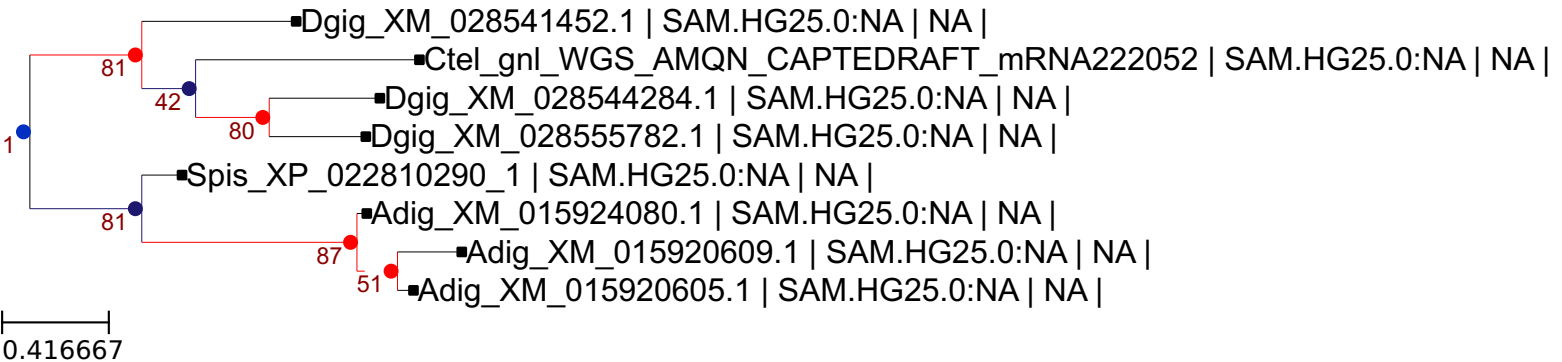 Dgig_XM_028541452.1 | SAM.HG25.0:NA | NA |
81
Ctel_gnl_WGS_AMQN_CAPTEDRAFT_mRNA222052 | SAM.HG25.0:NA | NA |
42
Dgig_XM_028544284.1 | SAM.HG25.0:NA | NA |
80
Dgig_XM_028555782.1 | SAM.HG25.0:NA | NA |
1
Spis_XP_022810290_1 | SAM.HG25.0:NA | NA |
81
Adig_XM_015924080.1 | SAM.HG25.0:NA | NA |
87
Adig_XM_015920609.1 | SAM.HG25.0:NA | NA |
51
Adig_XM_015920605.1 | SAM.HG25.0:NA | NA |
0.416667